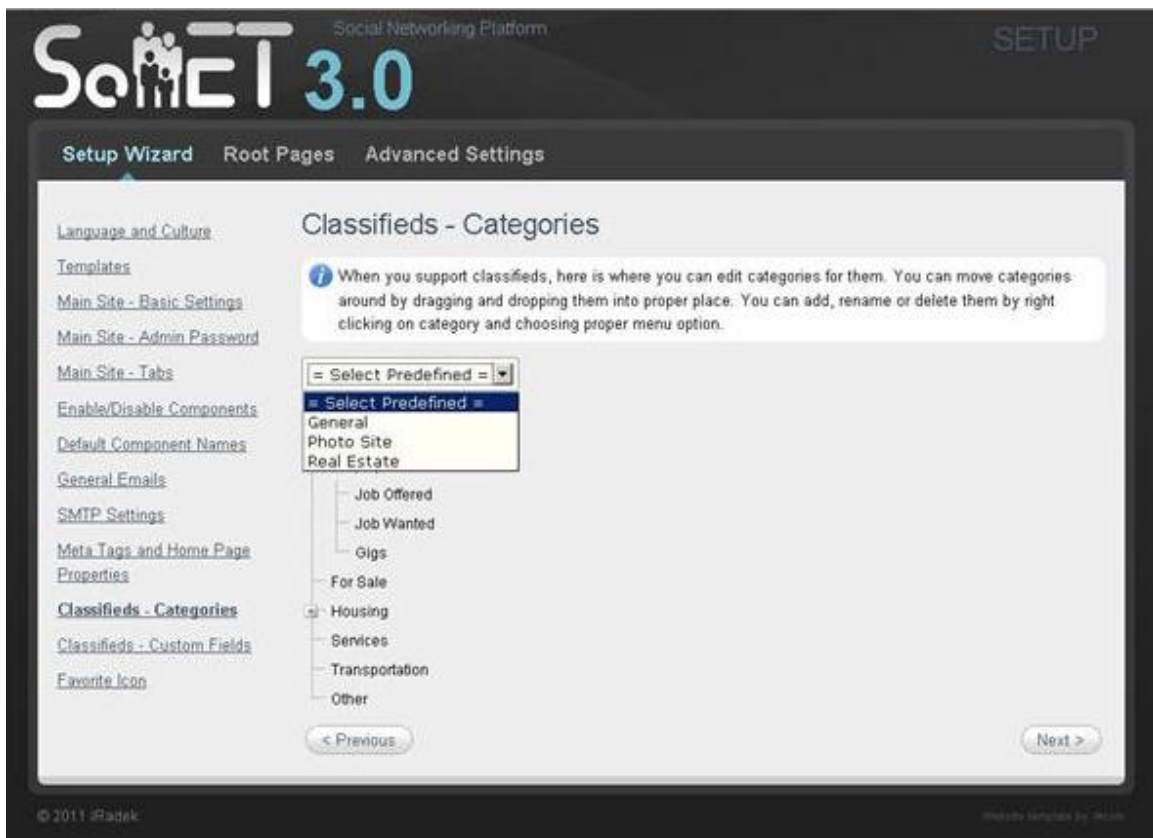 SoNET 3.0
Social Networking Platform
SETUP
Setup Wizard Root Pages Advanced Settings
Language and Culture
Templates
Main Site - Basic Settings
Main Site - Admin Password
Main Site - Tabs
Enable/Disable Components
Default Component Names
General Emails
SMTP Settings
Meta Tags and Home Page
Properties
Classifieds - Categories
Classifieds - Custom Fields
Favorite Icon
Classifieds - Categories
When you support classifieds, here is where you can edit categories for them. You can move categories
around by dragging and dropping them into proper place. You can add, rename or delete them by right
clicking on category and choosing proper menu option.
= Select Predefined =
= Select Predefined =
General
Photo Site
Real Estate
Job Offered
Job Wanted
Gigs
For Sale
Housing
Services
Transportation
Other
< Previous
Next >
© 2011 iRadek
Website template by